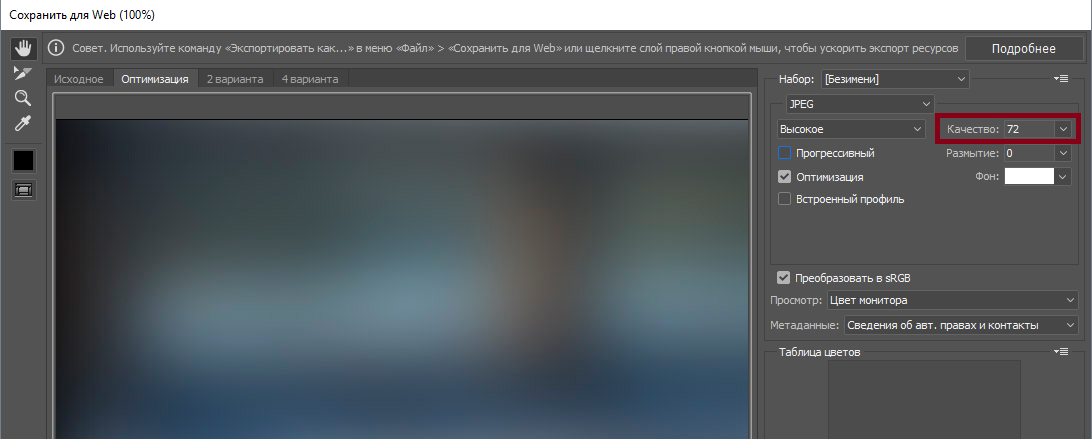 Сохранить для Web (100%)
Совет. Используйте команду «Экспортировать как...» в меню «Файл» > «Сохранить для Web» или щелкните слой правой кнопкой мыши, чтобы ускорить экспорт ресурсов
Подробнее
Исходное Оптимизация 2 варианта 4 варианта
Набор: [Безимени]
JPEG
Высокое Качество: 72
Прогрессивный Размытие: 0
Оптимизация Фон:
Встроенный профиль
Преобразовать в sRGB
Просмотр: Цвет монитора
Метаданные: Сведения об авт. правах и контакты
Таблица цветов